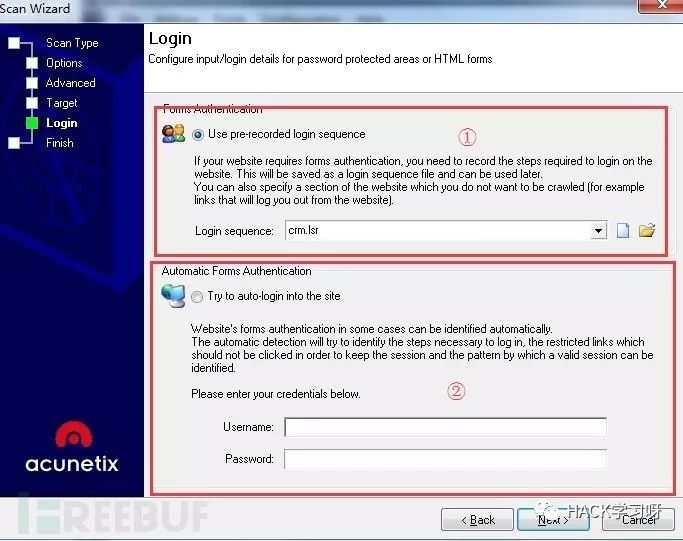 Scan Wizard
Scan Type
Options
Advanced
Target
Login
Finish
acunetix
Login
Configure input/login details for password protected areas or HTML forms
Forms Authentication
Use pre-recorded login sequence
①
If your website requires forms authentication, you need to record the steps required to login on the
website. This will be saved as a login sequence file and can be used later.
You can also specify a section of the website which you do not want to be crawled (for example
links that will log you out from the website).
Login sequence: crm.lsr
Automatic Forms Authentication
Try to auto-login into the site
Website's forms authentication in some cases can be identified automatically.
The automatic detection will try to identify the steps necessary to log in, the restricted links which
should not be clicked in order to keep the session and the pattern by which a valid session can be
identified.
Please enter your credentials below.
②
Username:
Password:
< Back
Next >
Cancel
FREEBUF
HACK学习呀